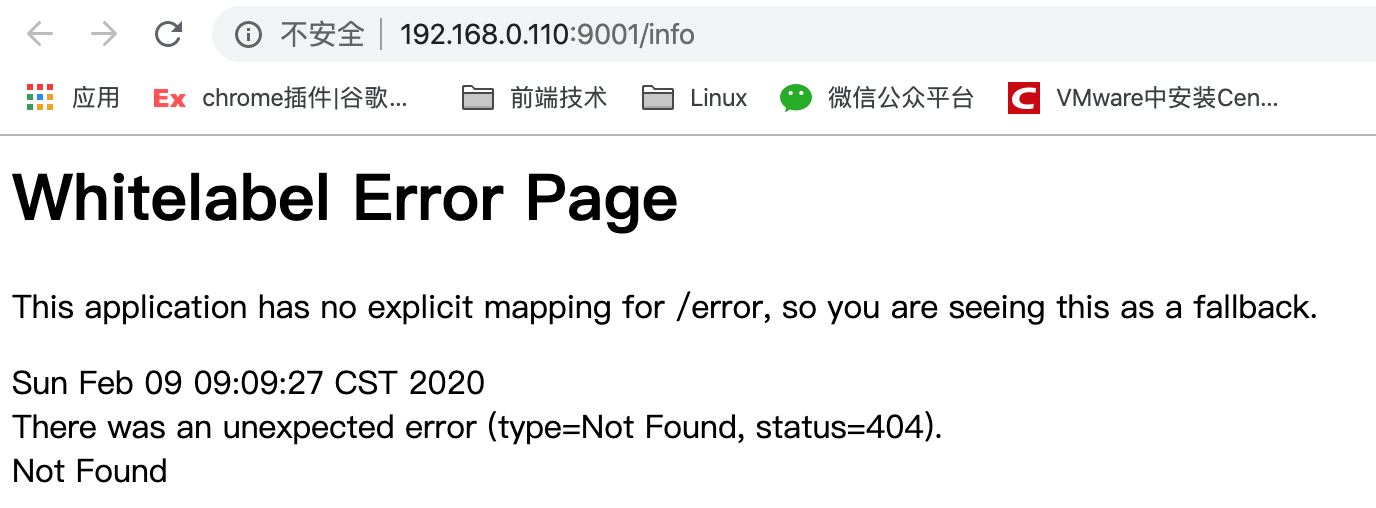 不安全 | 192.168.0.110:9001/info
应用 Ex chrome插件|谷歌... 前端技术 Linux 微信公众平台 C VMware中安装Cen...
Whitelabel Error Page
This application has no explicit mapping for /error, so you are seeing this as a fallback.
Sun Feb 09 09:09:27 CST 2020
There was an unexpected error (type=Not Found, status=404).
Not Found